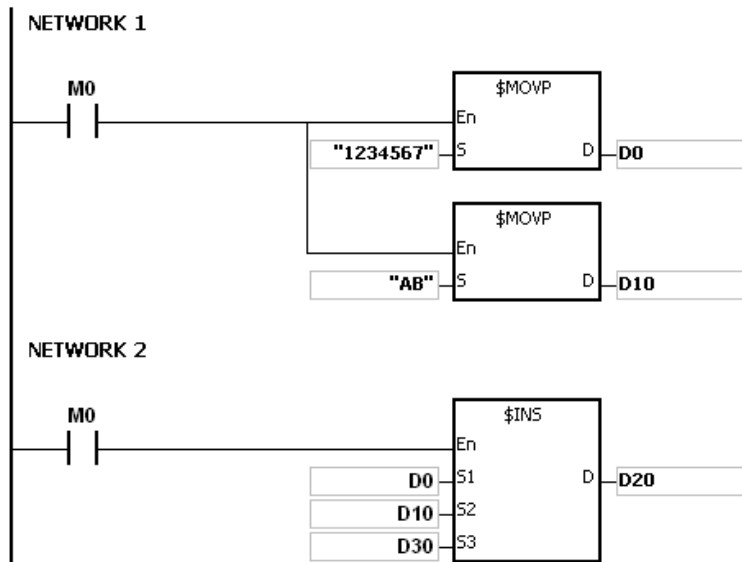 NETWORK 1
M0
$MOVP
En
"1234567" S D D0
$MOVP
En
"AB" S D D10
NETWORK 2
M0
$INS
En
D0 S1 D D20
D10 S2
D30 S3